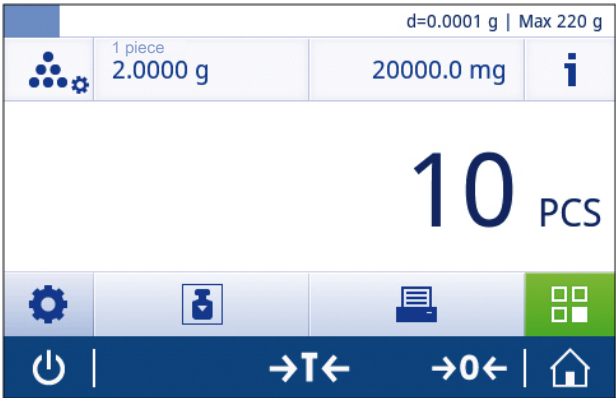 d=0.0001 g | Max 220 g
1 piece
2.0000 g
20000.0 mg
i
10 PCS
→T←
→0←